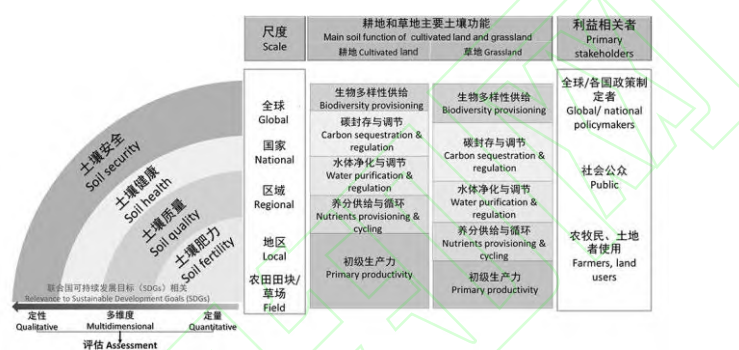 尺度
Scale
耕地和草地主要土壤功能
Main soil function of cultivated land and grassland
耕地 Cultivated land
草地 Grassland
利益相关者
Primary
stakeholders
土壤安全
Soil security
土壤健康
Soil health
土壤质量
Soil quality
土壤肥力
Soil fertility
联合国可持续发展目标（SDGs）相关
Relevance to Sustainable Development Goals (SDGs)
定性
Qualitative
多维度
Multidimensional
定量
Quantitative
评估 Assessment
全球
Global
国家
National
区域
Regional
地区
Local
农田田块/
草场
Field
生物多样性供给
Biodiversity provisioning
碳封存与调节
Carbon sequestration &
regulation
水体净化与调节
Water purification &
regulation
养分供给与循环
Nutrients provisioning &
cycling
初级生产力
Primary productivity
生物多样性供给
Biodiversity provisioning
碳封存与调节
Carbon sequestration &
regulation
水体净化与调节
Water purification &
regulation
养分供给与循环
Nutrients provisioning &
cycling
初级生产力
Primary productivity
全球/各国政策制
定者
Global/ national
policymakers
社会公众
Public
农牧民、土地
者使用
Farmers, land
users